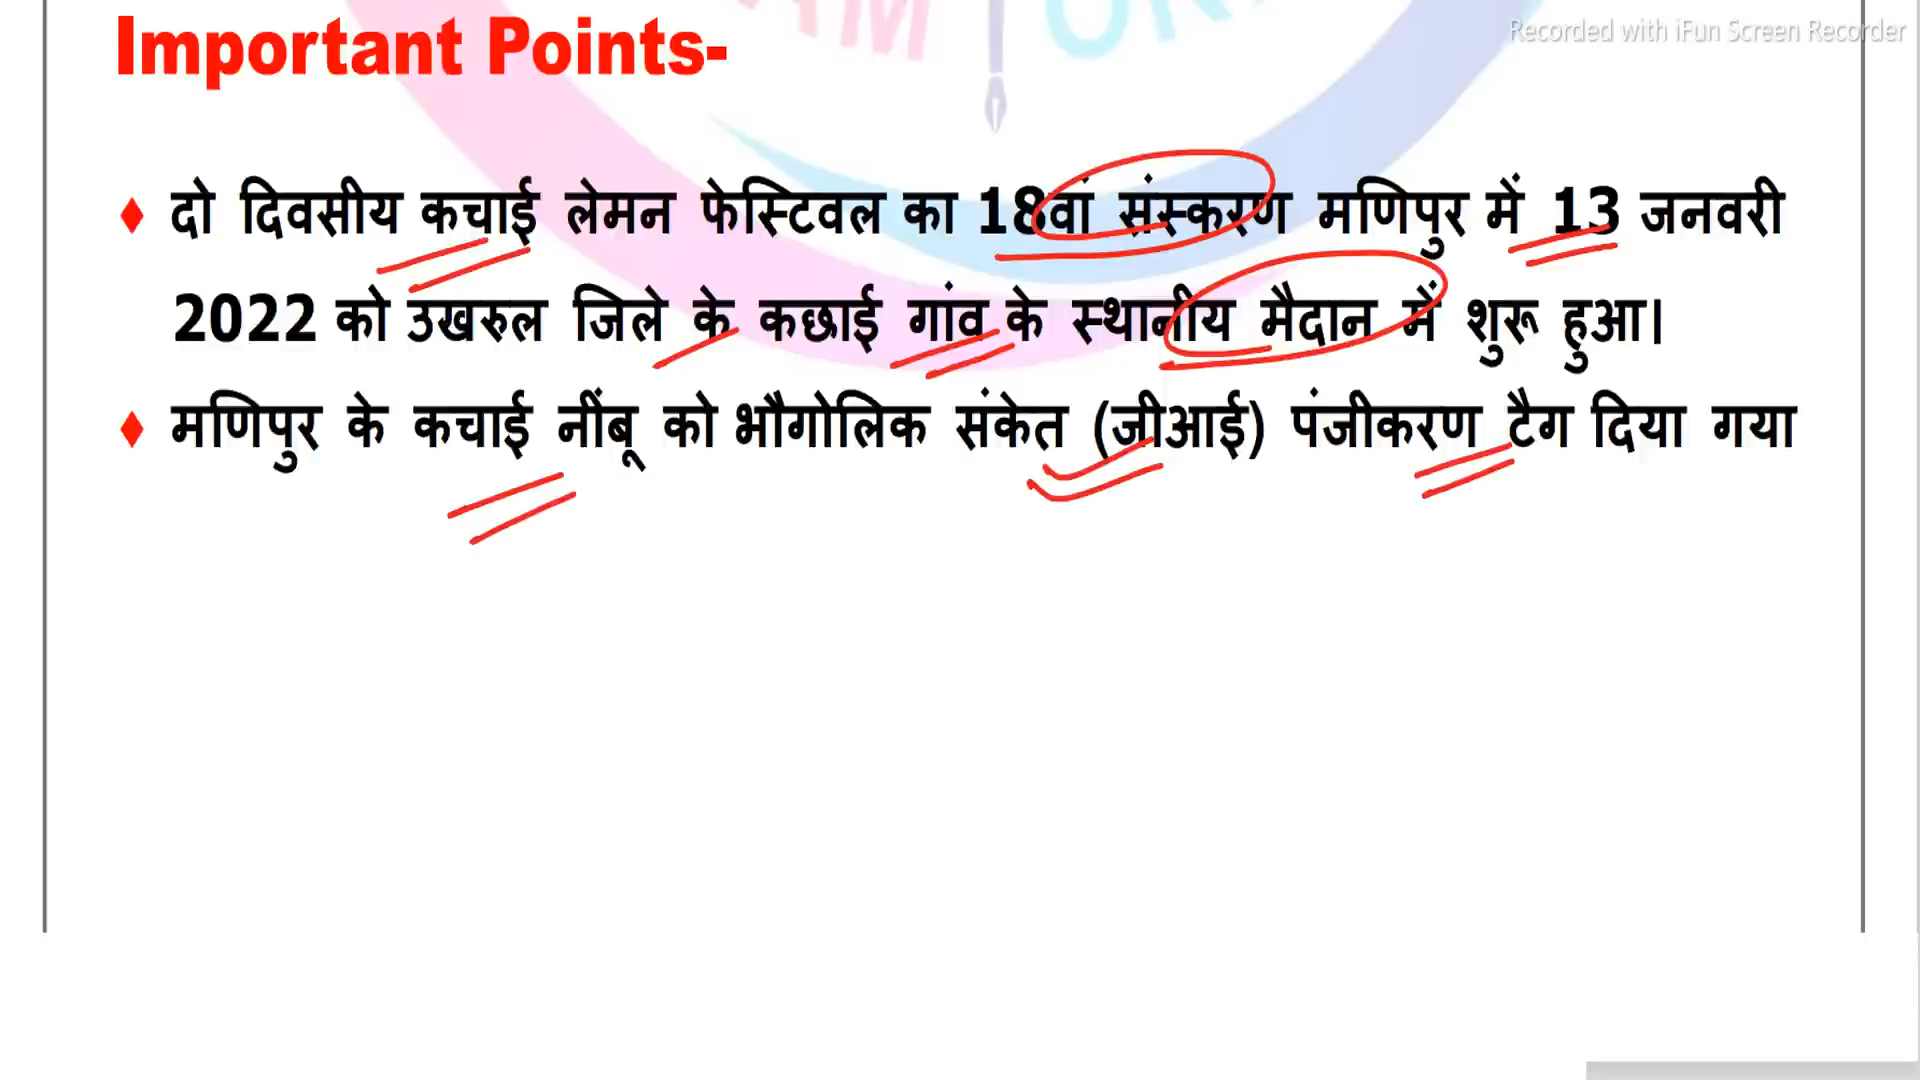 Recorded with iFun Screen Recorder
Important Points-
♦ दो दिवसीय कचाई लेमन फेस्टिवल का 18वां संस्करण मणिपुर में 13 जनवरी
2022 को उखरुल जिले के कछाई गांव के स्थानीय मैदान में शुरू हुआ।
♦ मणिपुर के कचाई नींबू को भौगोलिक संकेत (जीआई) पंजीकरण टैग दिया गया